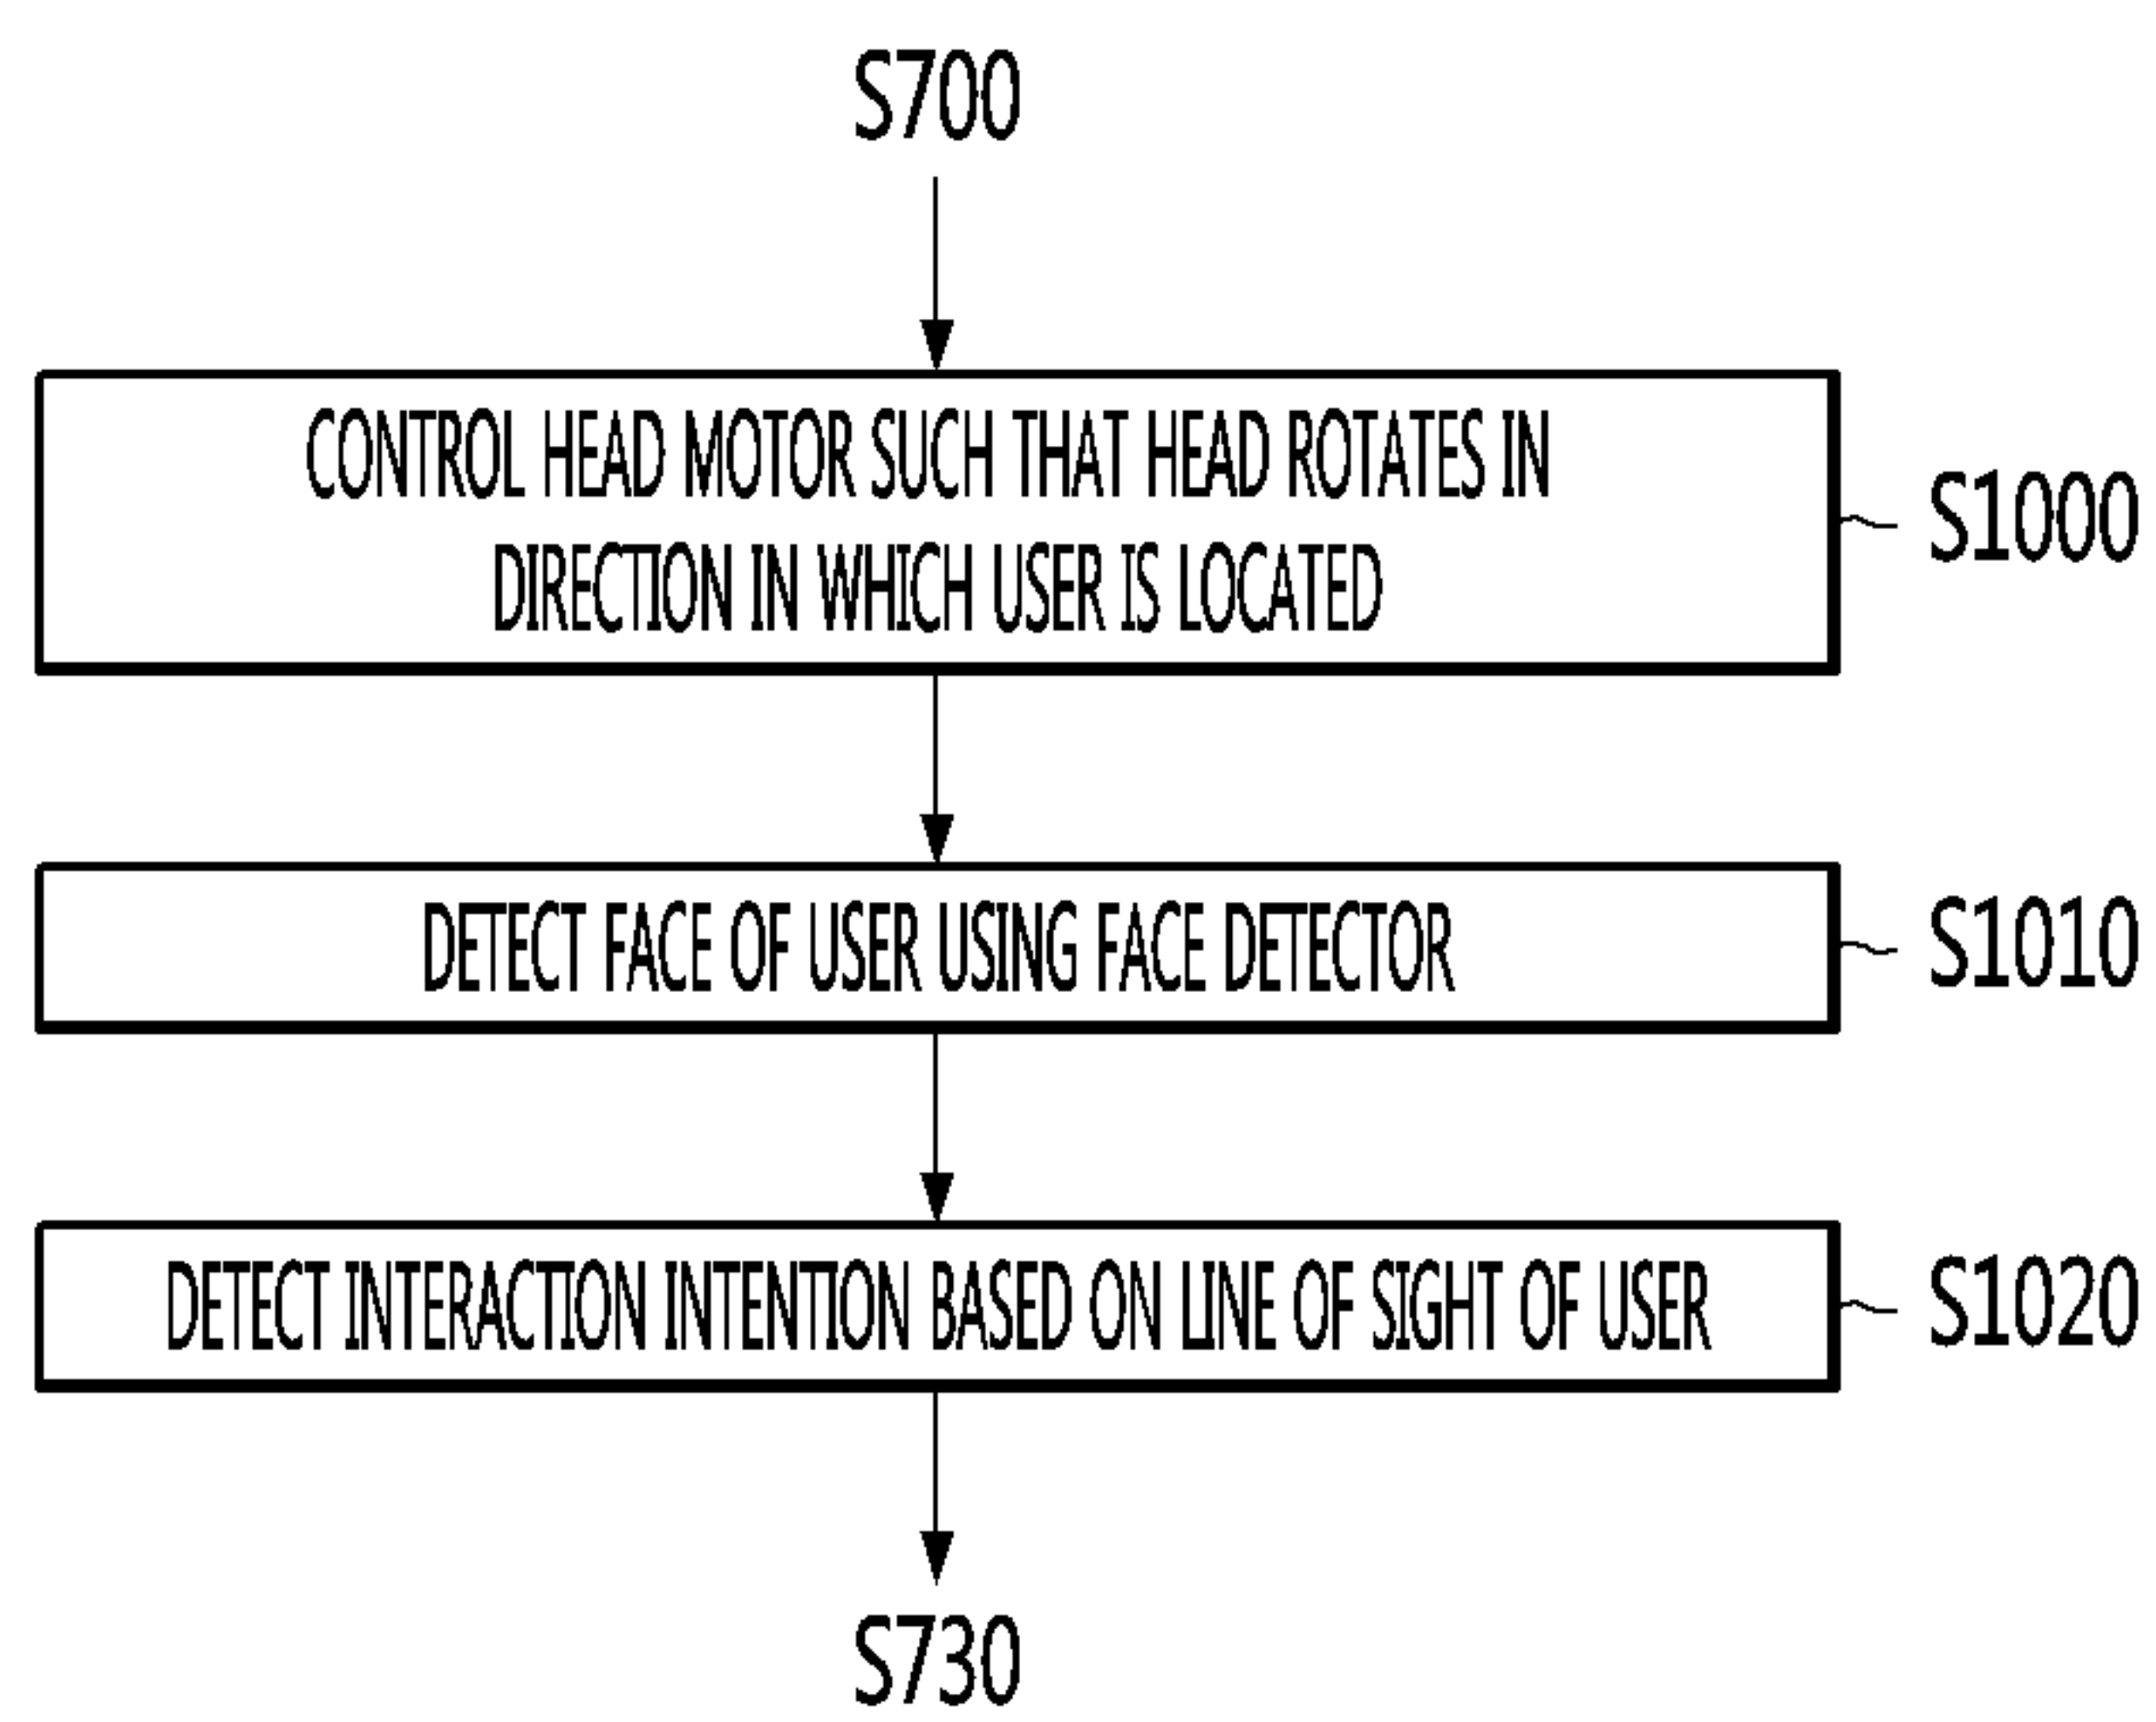 S700
CONTROL HEAD MOTOR SUCH THAT HEAD ROTATES IN
DIRECTION IN WHICH USER IS LOCATED
S1000
DETECT FACE OF USER USING FACE DETECTOR
S1010
DETECT INTERACTION INTENTION BASED ON LINE OF SIGHT OF USER
S1020
S730